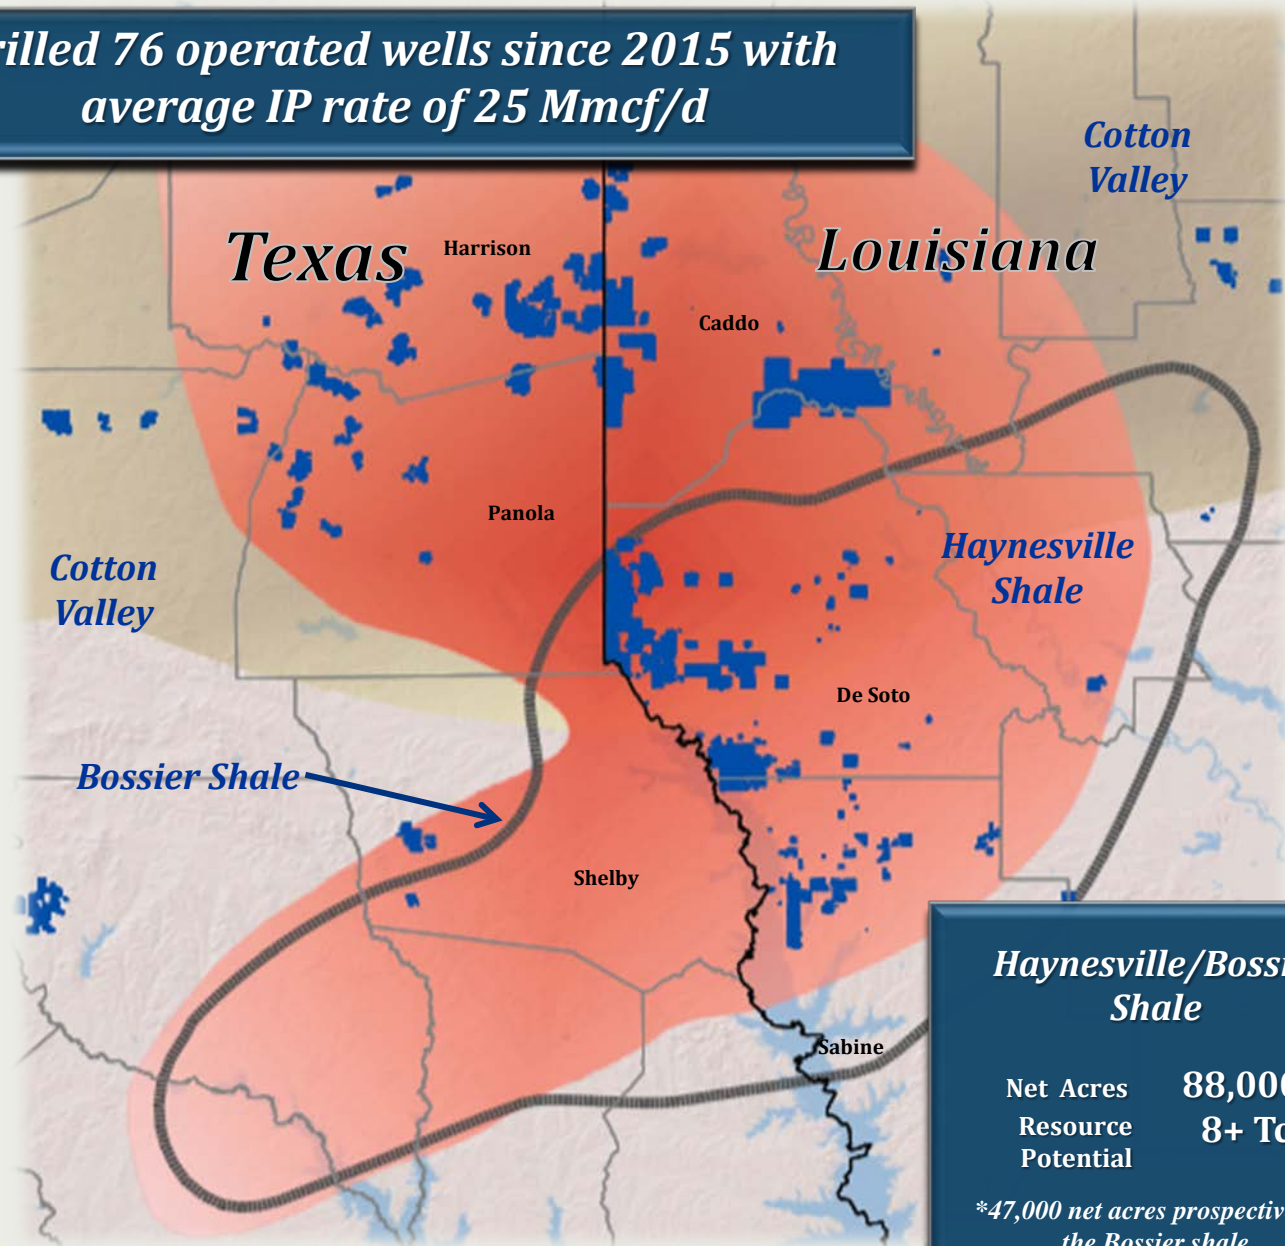 rilled 76 operated wells since 2015 with
average IP rate of 25 Mmcf/d
Cotton
Valley
Texas
Harrison
Louisiana
Caddo
Panola
Haynesville
Shale
Cotton
Valley
De Soto
Bossier Shale
Shelby
Sabine
Haynesville/Bossi
Shale
Net Acres 88,000
Resource
Potential
8+ Tc
*47,000 net acres prospectiv
the Bossier shale